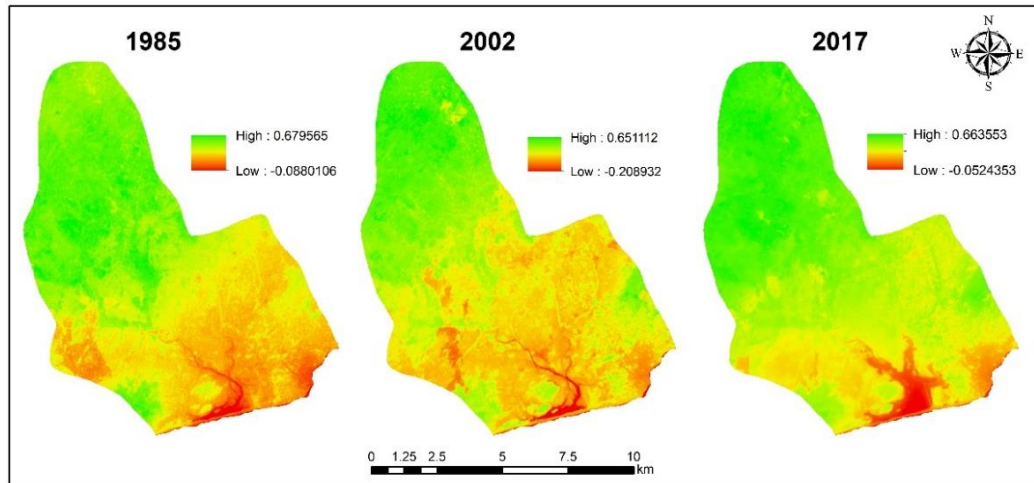 1985
2002
2017
N
W E
S
High : 0.679565
Low : -0.0880106
High : 0.651112
Low : -0.208932
High : 0.663553
Low : -0.0524353
0 1.25 2.5 5 7.5 10
km